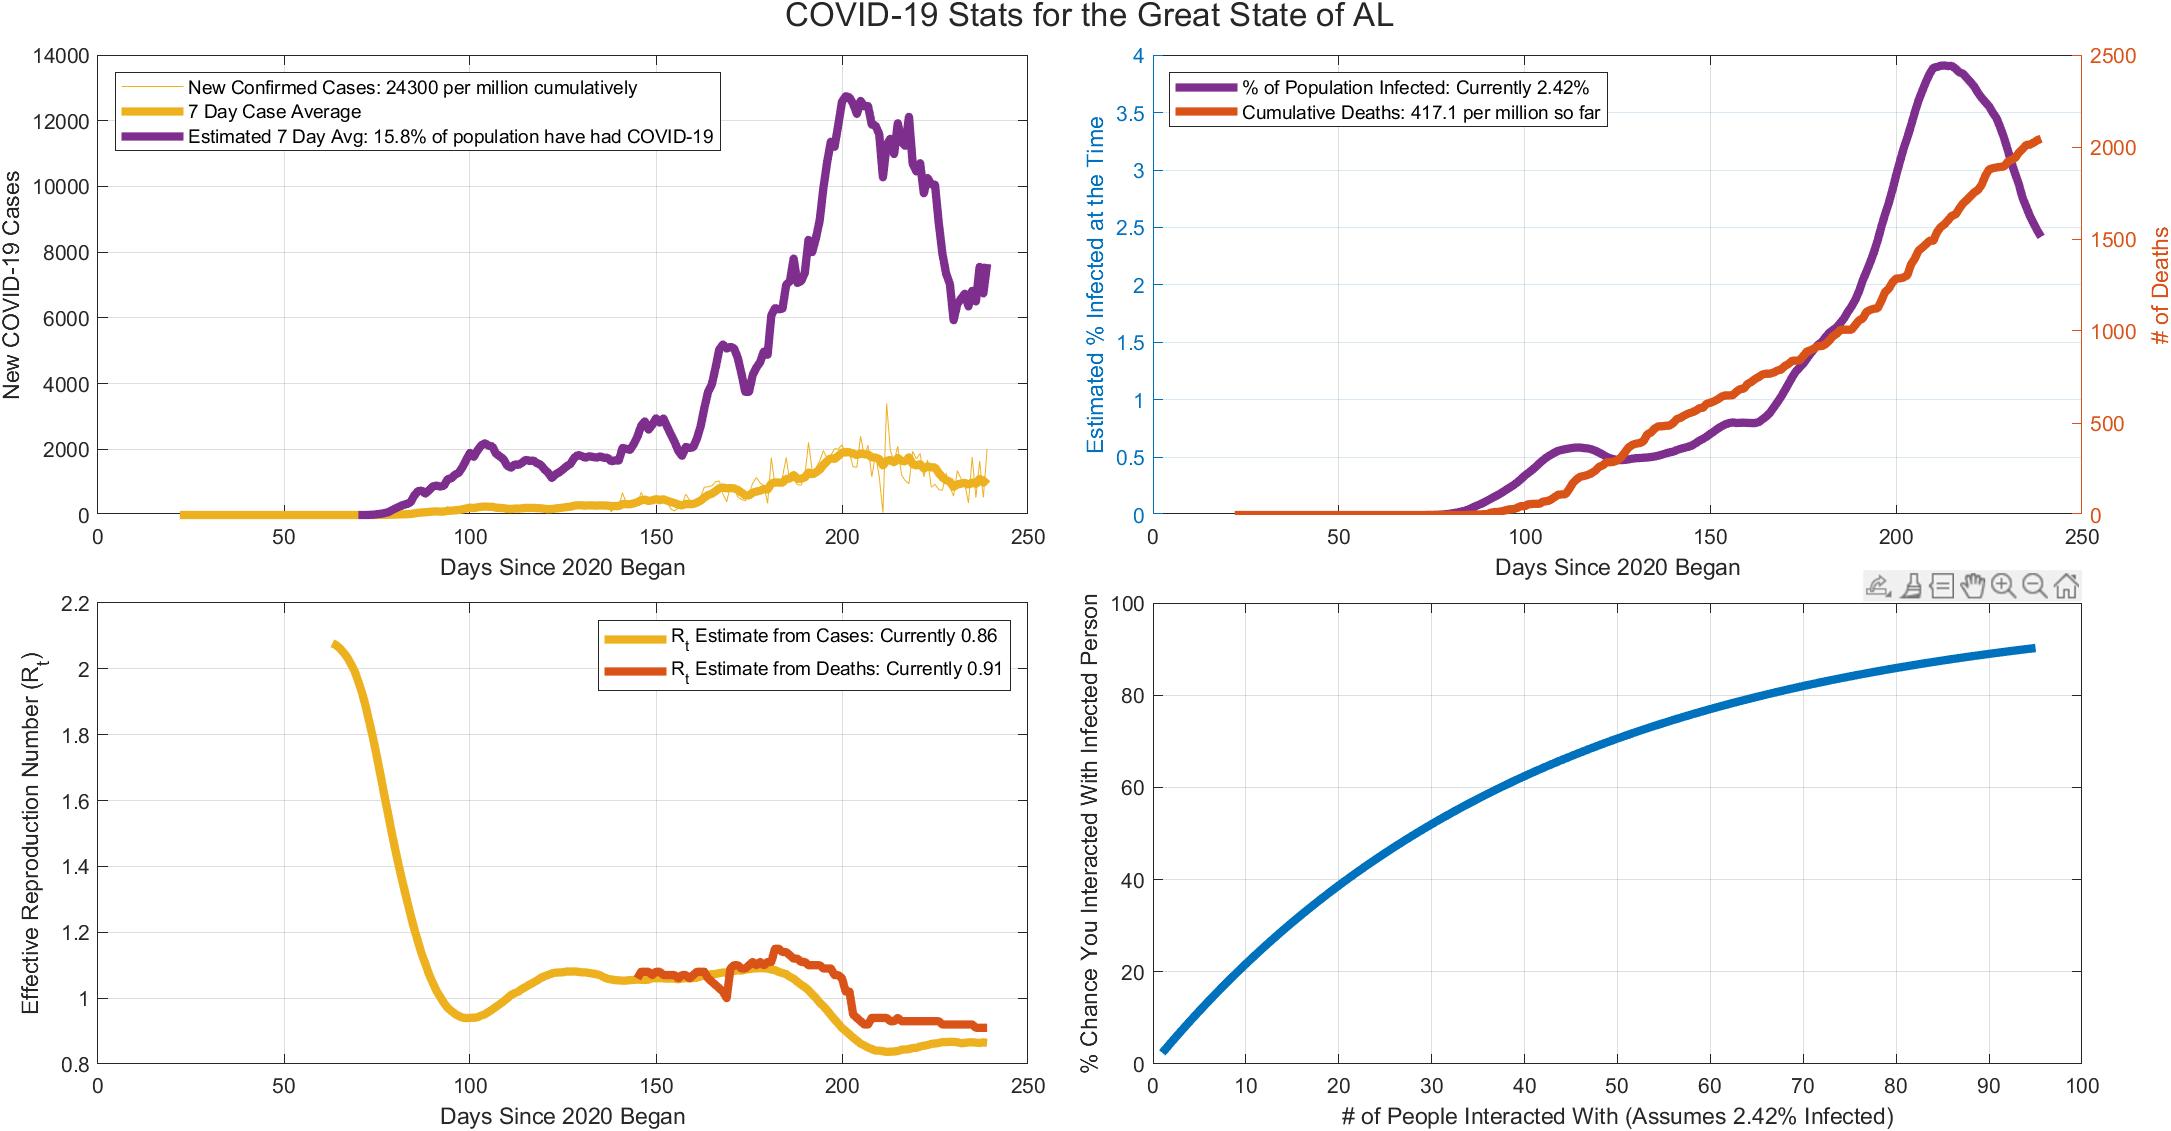 COVID-19 Stats for the Great State of AL
New COVID-19 Cases
14000
12000
10000
8000
6000
4000
2000
0
New Confirmed Cases: 24300 per million cumulatively
7 Day Case Average
Estimated 7 Day Avg: 15.8% of population have had COVID-19
0 50 100 150 200 250
Days Since 2020 Began
Estimated % Infected at the Time
4
3.5
3
2.5
2
1.5
1
0.5
0
% of Population Infected: Currently 2.42%
Cumulative Deaths: 417.1 per million so far
2500
2000
1500
1000
500
0
# of Deaths
0 50 100 150 200 250
Days Since 2020 Began
Effective Reproduction Number (Rt)
2.2
2
1.8
1.6
1.4
1.2
1
0.8
Rt Estimate from Cases: Currently 0.86
Rt Estimate from Deaths: Currently 0.91
0 50 100 150 200 250
Days Since 2020 Began
% Chance You Interacted With Infected Person
100
80
60
40
20
0
0 10 20 30 40 50 60 70 80 90 100
# of People Interacted With (Assumes 2.42% Infected)